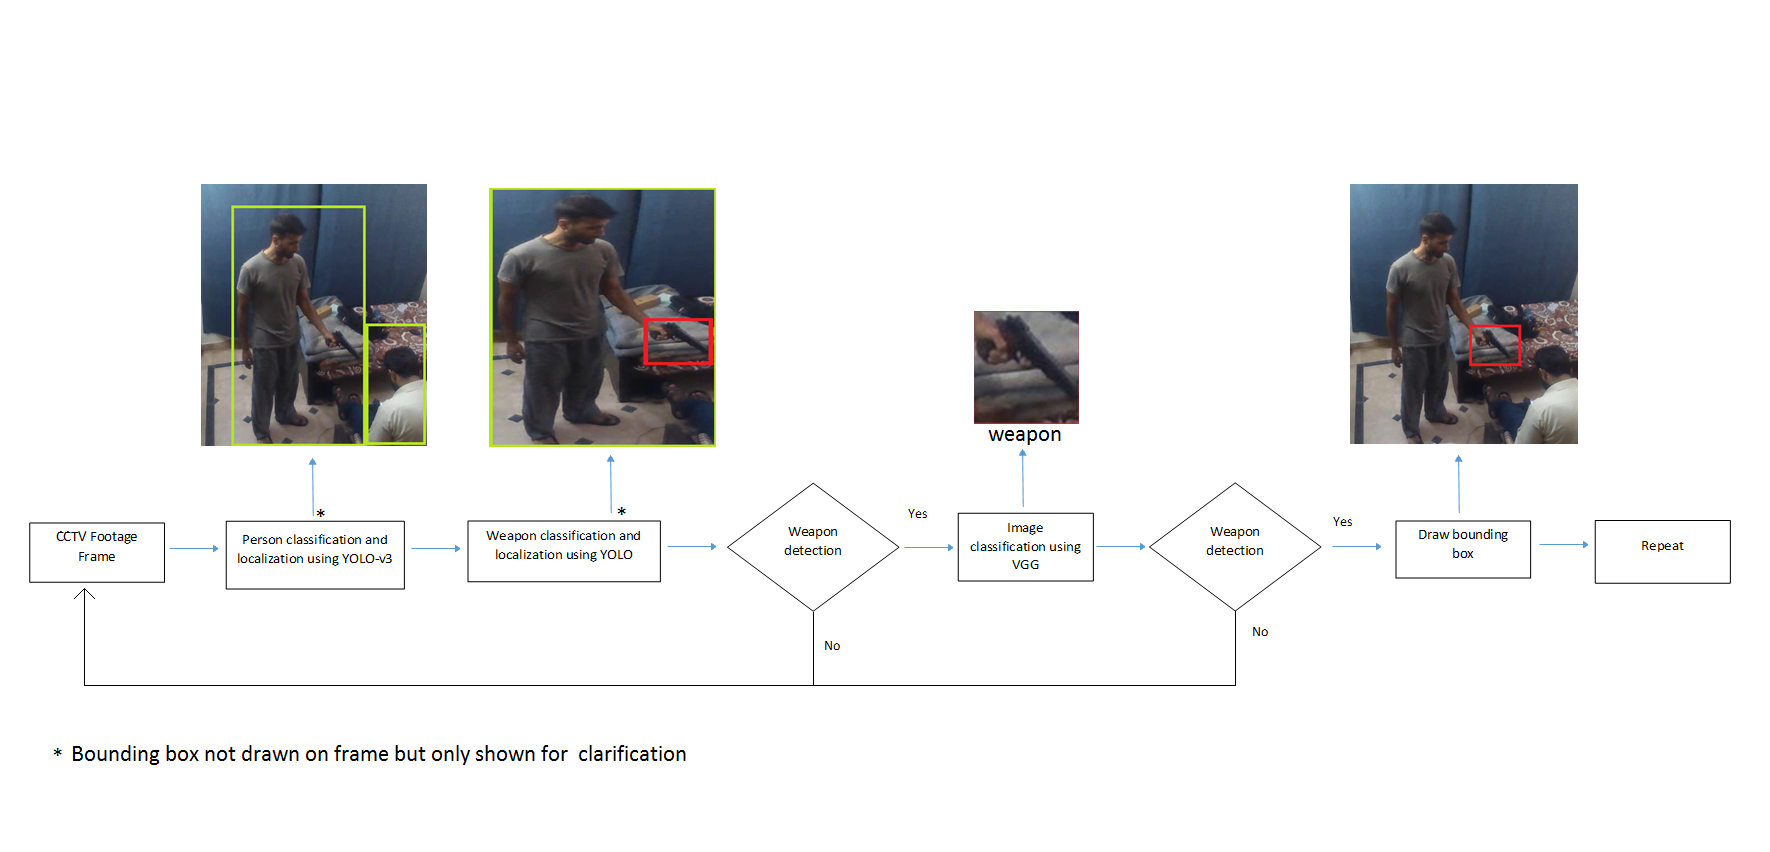 weapon
*
*
CCTV Footage
Frame
Person classification and
localization using YOLO-v3
Weapon classification and
localization using YOLO
Weapon
detection
Yes
No
Image
classification using
VGG
Weapon
detection
Yes
No
Draw bounding
box
Repeat
* Bounding box not drawn on frame but only shown for clarification